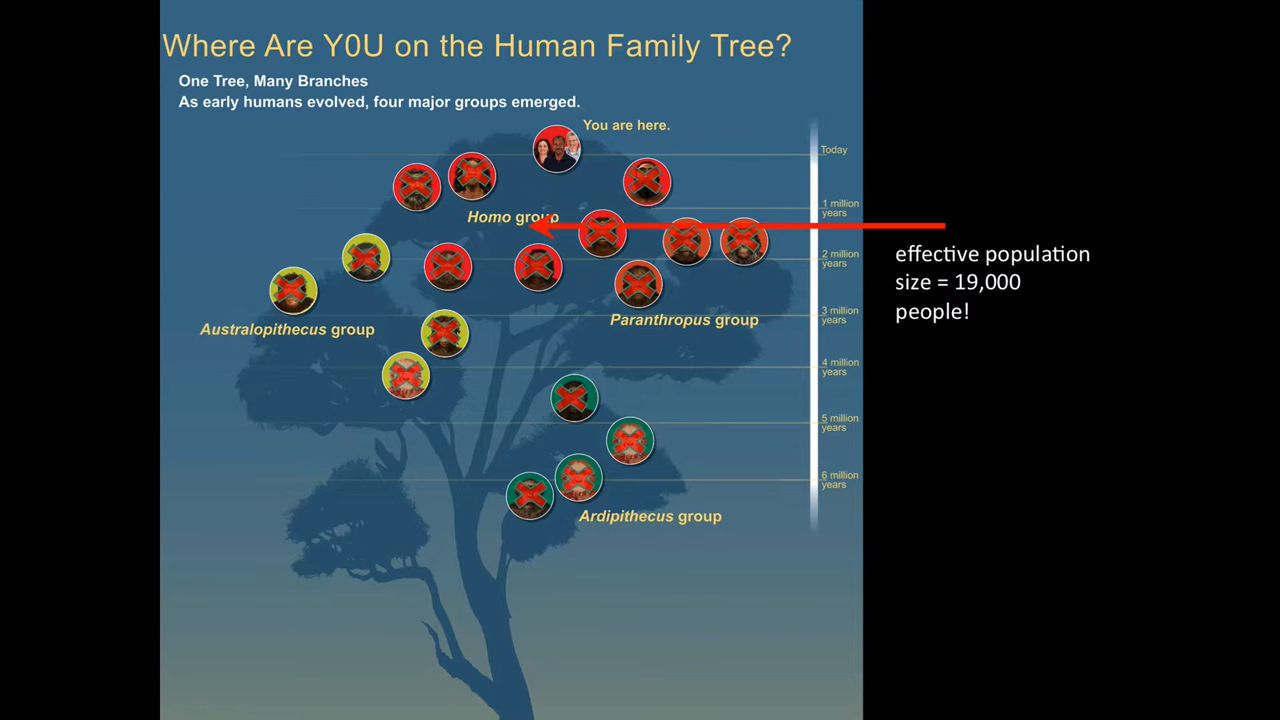 Where Are Y0U on the Human Family Tree?
One Tree, Many Branches
As early humans evolved, four major groups emerged.
You are here.
Today
1 million
years
Homo group
effective population
size = 19,000
people!
2 million
years
3 million
years
Paranthropus group
Australopithecus group
4 million
years
5 million
years
6 million
years
Ardipithecus group